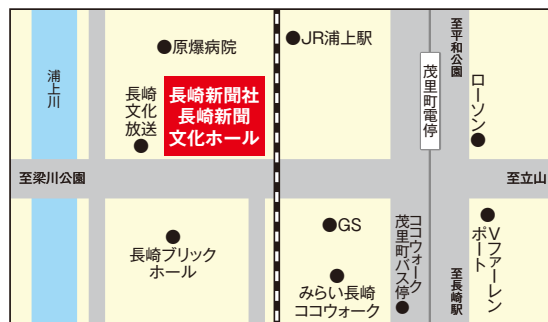 原爆病院
JR浦上駅
至平和公園
浦上川
長崎
文化
放送
長崎新聞社
長崎新聞
文化ホール
茂里町電停
ローソン
至梁川公園
至立山
長崎ブリック
ホール
GS
みらい長崎
ココウォーク
ココウォーク
茂里町バス停
至長崎駅
Vファーレン
ポート